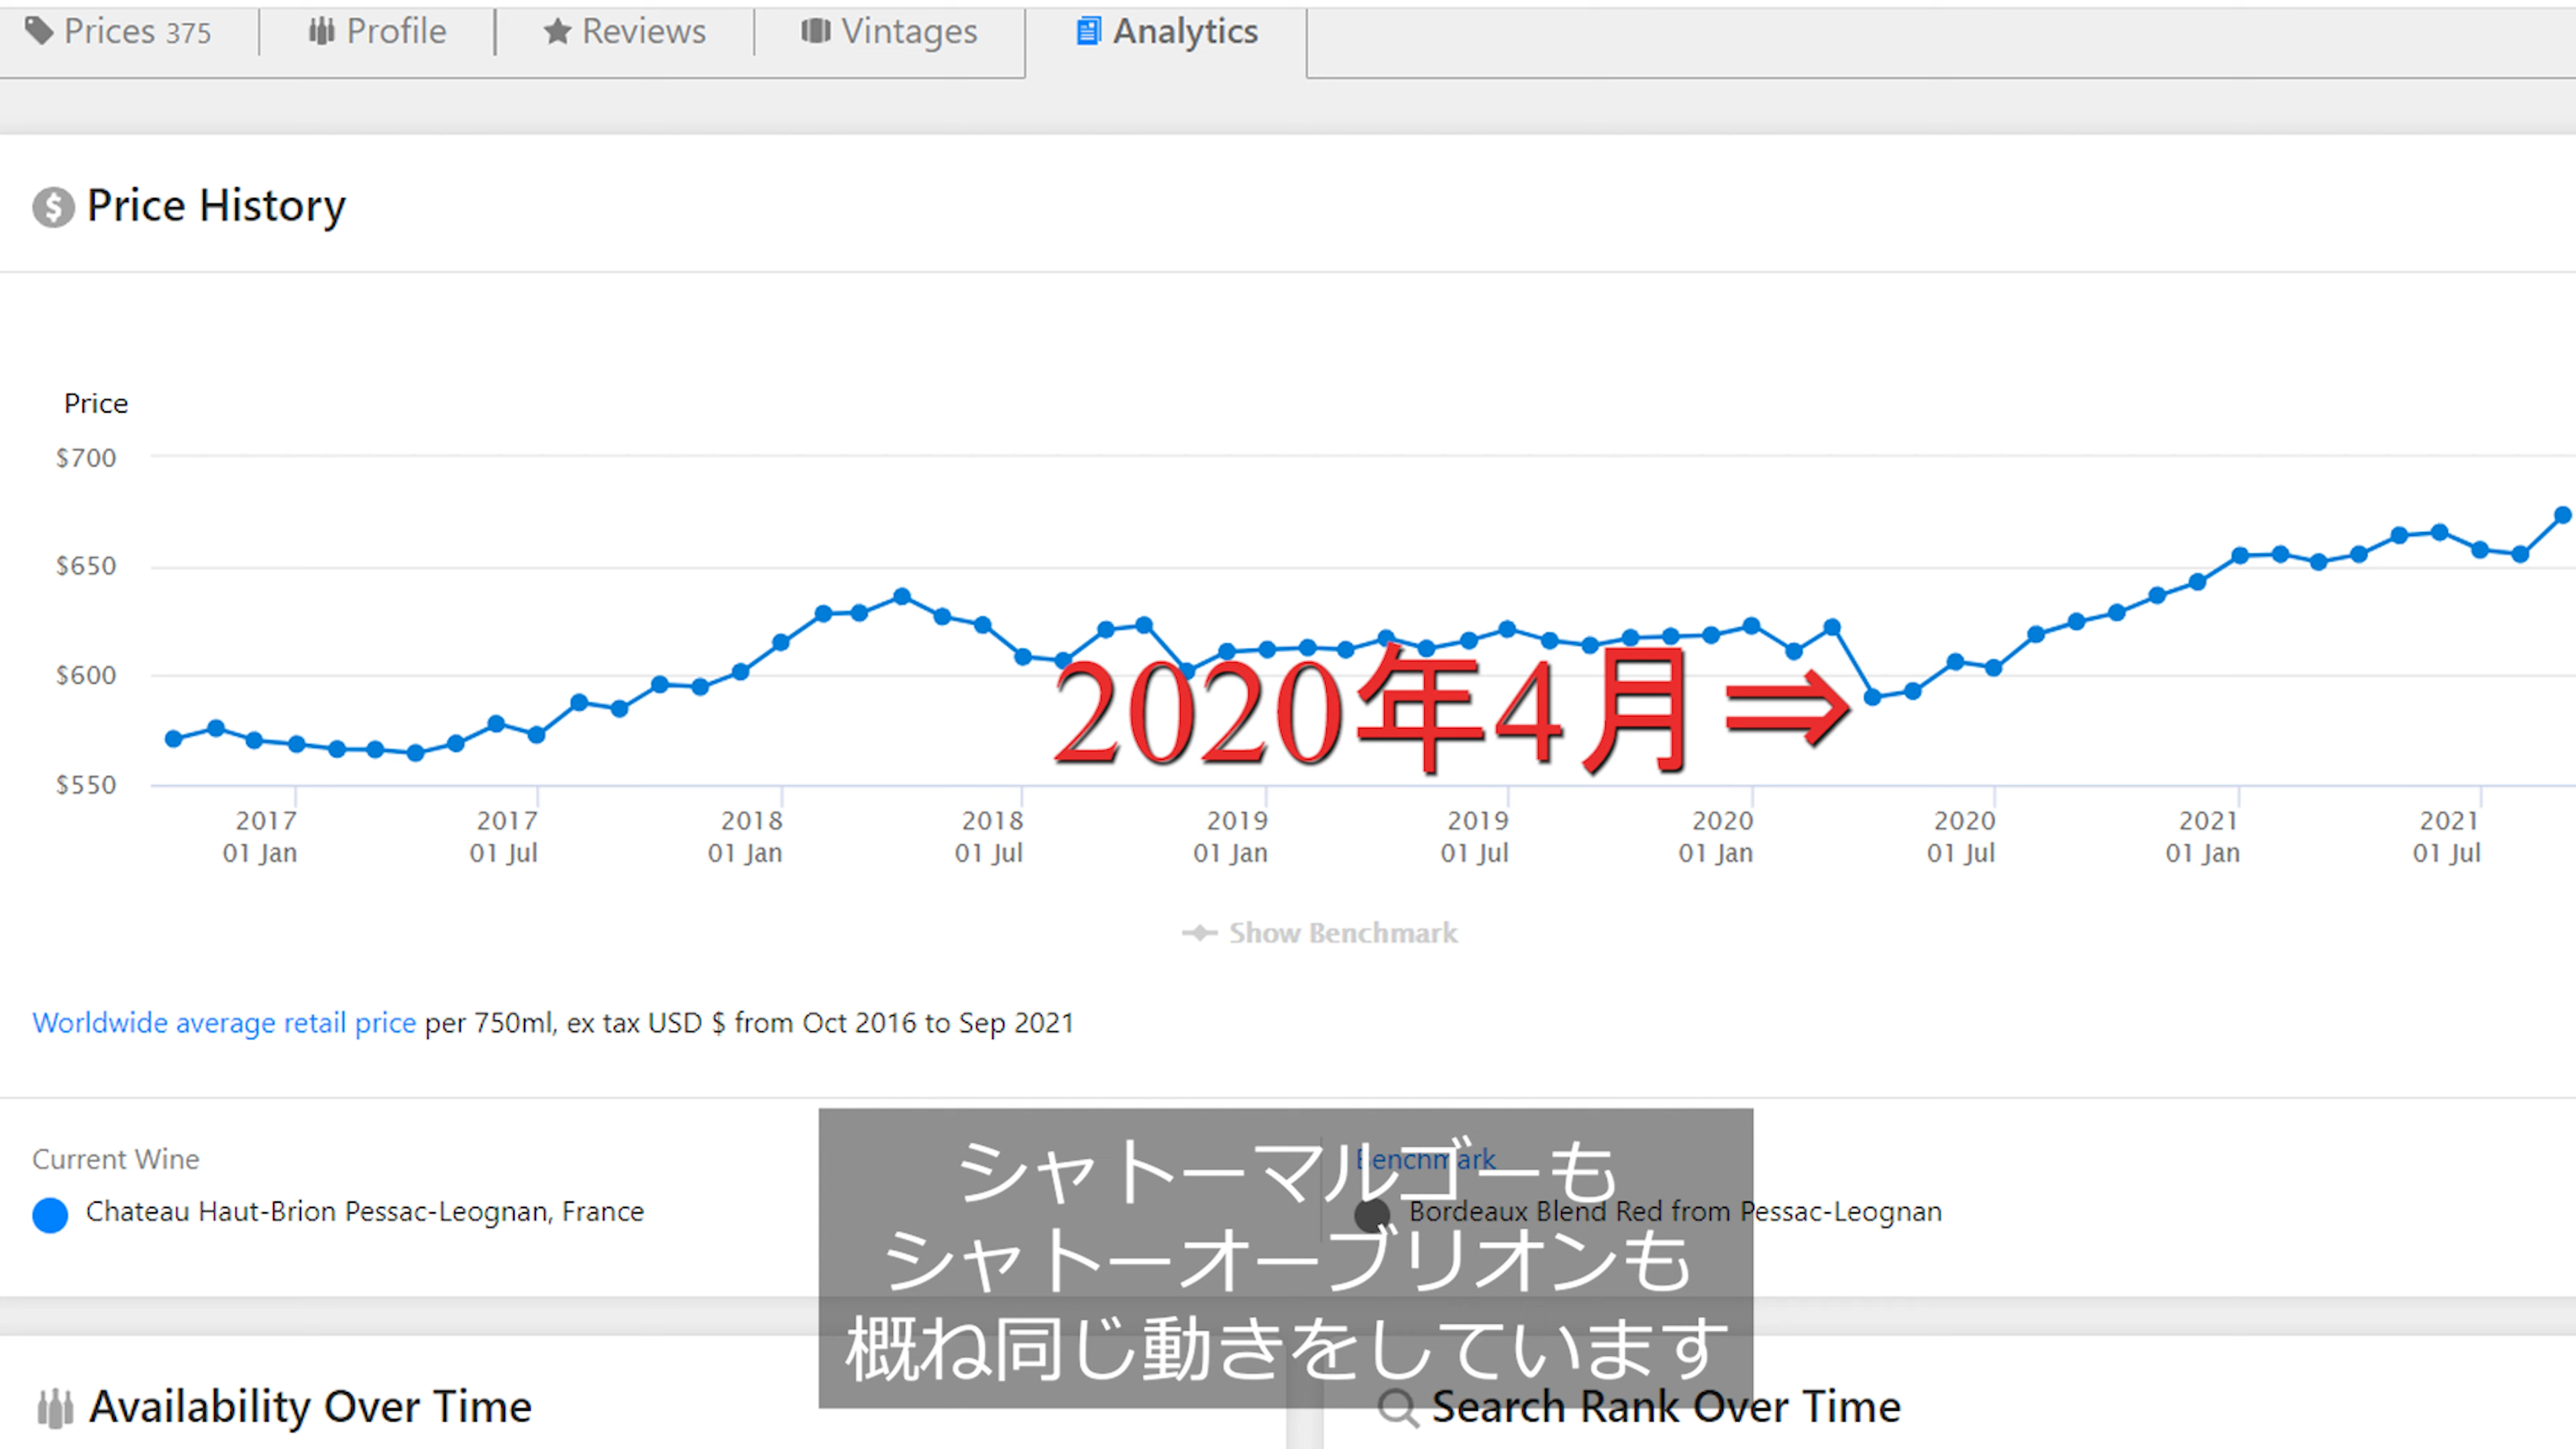 Prices 375
Profile
Reviews
Vintages
Analytics
Price History
Price
$700
$650
$600
$550
2020年4月⇒
2017
01 Jan
2017
01 Jul
2018
01 Jan
2018
01 Jul
2019
01 Jan
2019
01 Jul
2020
01 Jan
2020
01 Jul
2021
01 Jan
2021
01 Jul
Show Benchmark
Worldwide average retail price per 750ml, ex tax USD $ from Oct 2016 to Sep 2021
Current Wine
Chateau Haut-Brion Pessac-Leognan, France
Benchmark
Bordeaux Blend Red from Pessac-Leognan
シャトーマルゴーも
シャトーオーブリオンも
概ね同じ動きをしています
Availability Over Time
Search Rank Over Time